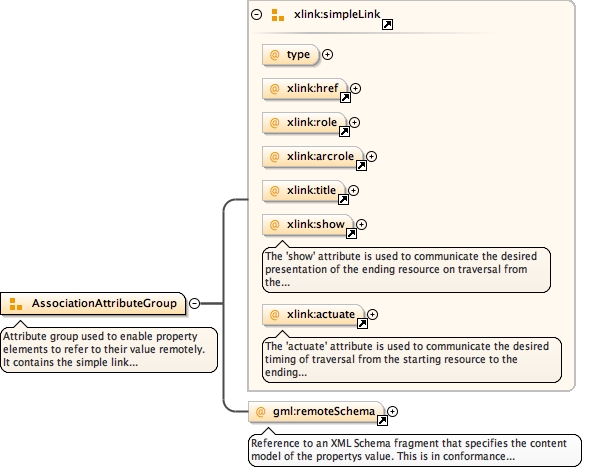 xlink:simpleLink
@ type
@ xlink:href
@ xlink:role
@ xlink:arcrole
@ xlink:title
@ xlink:show
The 'show' attribute is used to communicate the desired
presentation of the ending resource on traversal from
the...
AssociationAttributeGroup
Attribute group used to enable property
elements to refer to their value remotely.
It contains the simple link...
@ xlink:actuate
The 'actuate' attribute is used to communicate the desired
timing of traversal from the starting resource to the
ending...
@ gml:remoteSchema
Reference to an XML Schema fragment that specifies the content
model of the propertys value. This is in conformance...